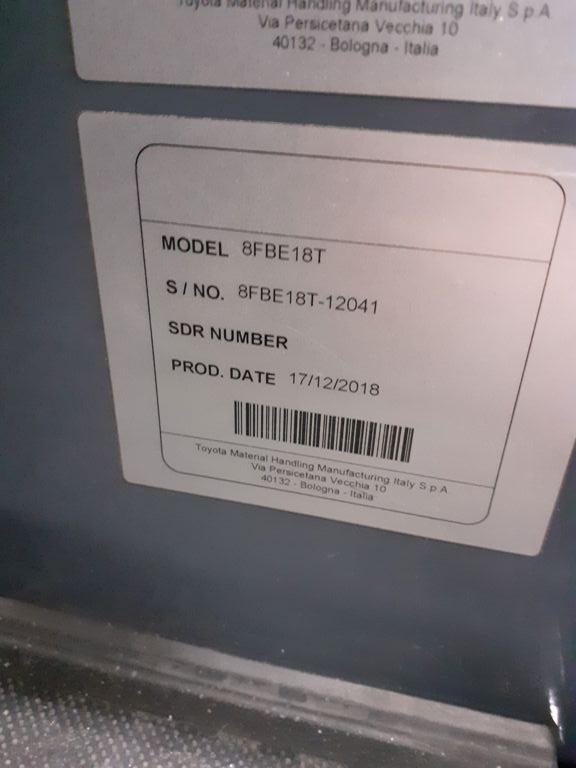 Toyota Material Handling Manufacturing Italy S.p.A
Via Persicetana Vecchia 10
40132 - Bologna - Italia
MODEL 8FBE18T
S / NO. 8FBE18T-12041
SDR NUMBER
PROD. DATE 17/12/2018
Toyota Material Handling Manufacturing Italy S.p.A
Via Persicetana Vecchia 10
40132 - Bologna - Italia